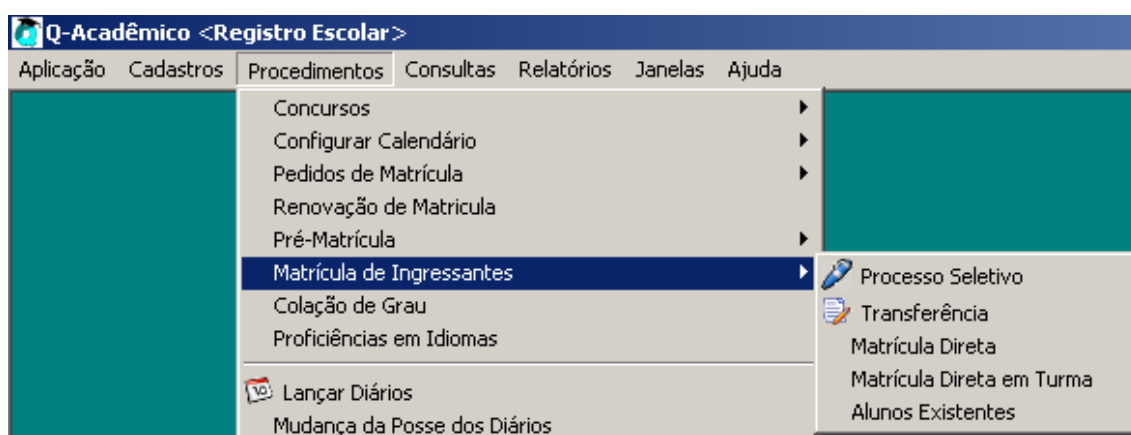 Q-Acadêmico <Registro Escolar>
Aplicação Cadastros Procedimentos Consultas Relatórios Janelas Ajuda
Concursos
Configurar Calendário
Pedidos de Matrícula
Renovação de Matricula
Pré-Matrícula
Matrícula de Ingressantes
Colação de Grau
Proficiências em Idiomas
Lançar Diários
Mudança da Posse dos Diários
Processo Seletivo
Transferência
Matrícula Direta
Matrícula Direta em Turma
Alunos Existentes